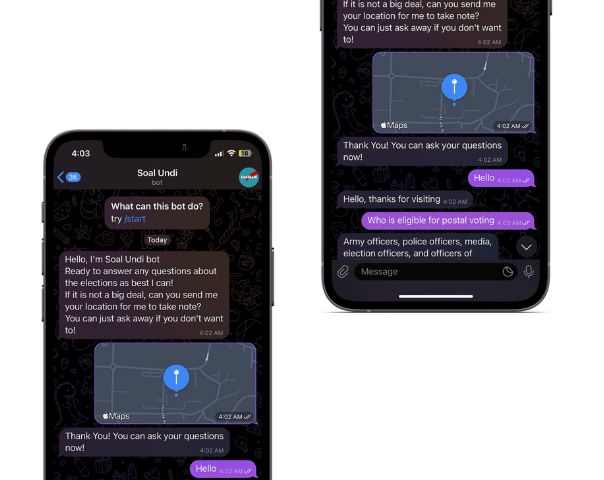 4:03
18
36
Soal Undi
bot
What can this bot do?
try /start
Today
Hello, I'm Soal Undi bot
Ready to answer any questions about
the elections as best I can!
If it is not a big deal, can you send me
your location for me to take note?
You can just ask away if you don't want
to!
4:02 AM
Maps
4:02 AM
Thank You! You can ask your questions
now!
4:02 AM
Hello 4:02 AM
If it is not a big deal, can you send me
your location for me to take note?
You can just ask away if you don't want
to!
4:02 AM
Maps
4:02 AM
Thank You! You can ask your questions
now!
4:02 AM
Hello 4:02 AM
Hello, thanks for visiting 4:02 AM
Who is eligible for postal voting 4:03 AM
Army officers, police officers, media,
election officers, and officers of
Message